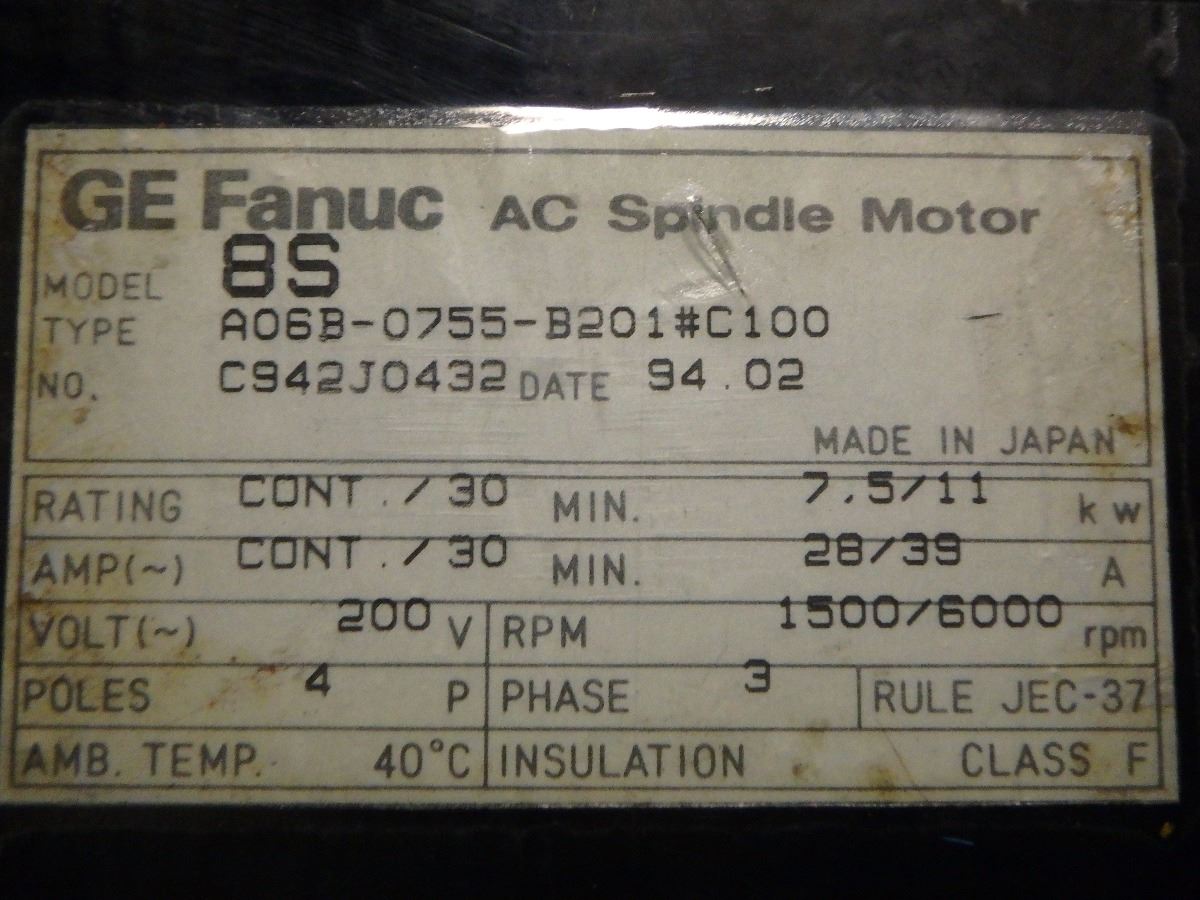 GE Fanuc AC Spindle Motor
MODEL 8S
TYPE A06B-0755-B201#C100
NO. C942J0432 DATE 94.02
MADE IN JAPAN
RATING CONT./30 MIN. 7.5/11 kw
AMP(~) CONT./30 MIN. 28/39 A
VOLT(~) 200 V RPM 1500/6000 rpm
POLES 4 P PHASE 3 RULE JEC-37
AMB. TEMP. 40°C INSULATION CLASS F